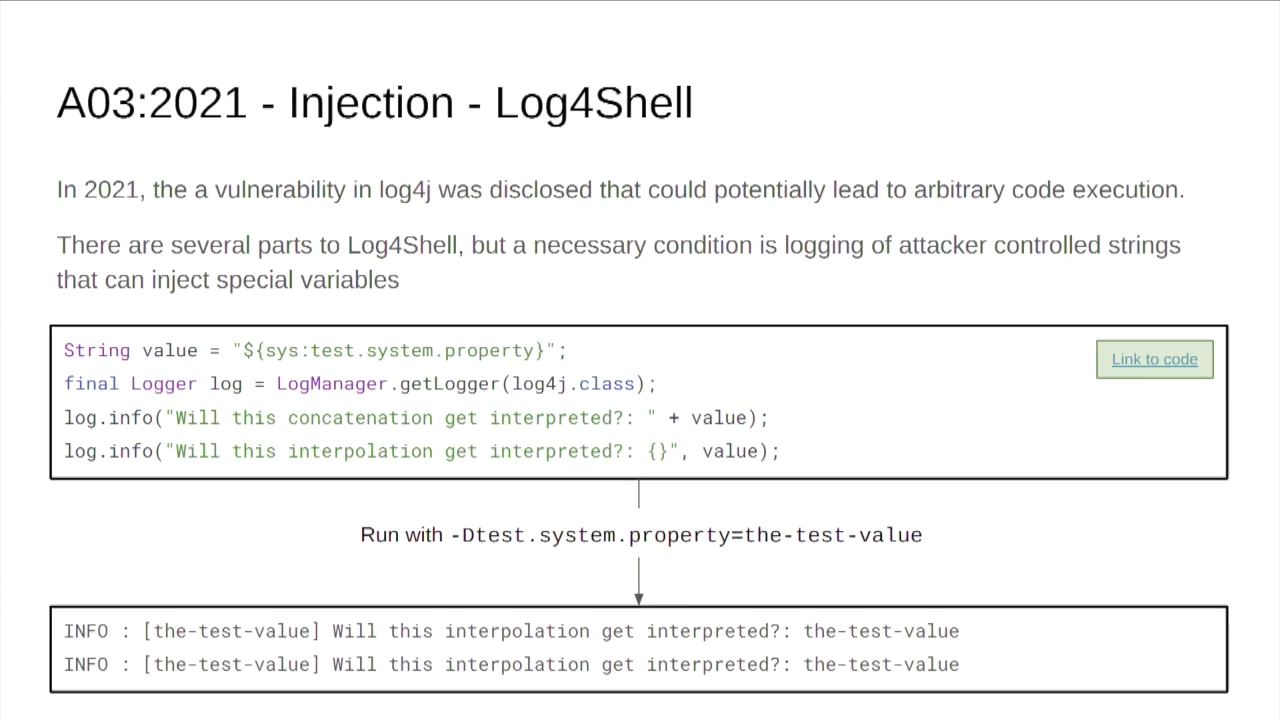 A03:2021 - Injection - Log4Shell
In 2021, the a vulnerability in log4j was disclosed that could potentially lead to arbitrary code execution.
There are several parts to Log4Shell, but a necessary condition is logging of attacker controlled strings
that can inject special variables
String value = "${sys:test.system.property}";
Link to code
final Logger log = LogManager.getLogger(log4j.class);
log.info("Will this concatenation get interpreted?: " + value);
log.info("Will this interpolation get interpreted?: {}", value);
Run with -Dtest.system.property=the-test-value
INFO : [the-test-value] Will this interpolation get interpreted?: the-test-value
INFO : [the-test-value] Will this interpolation get interpreted?: the-test-value